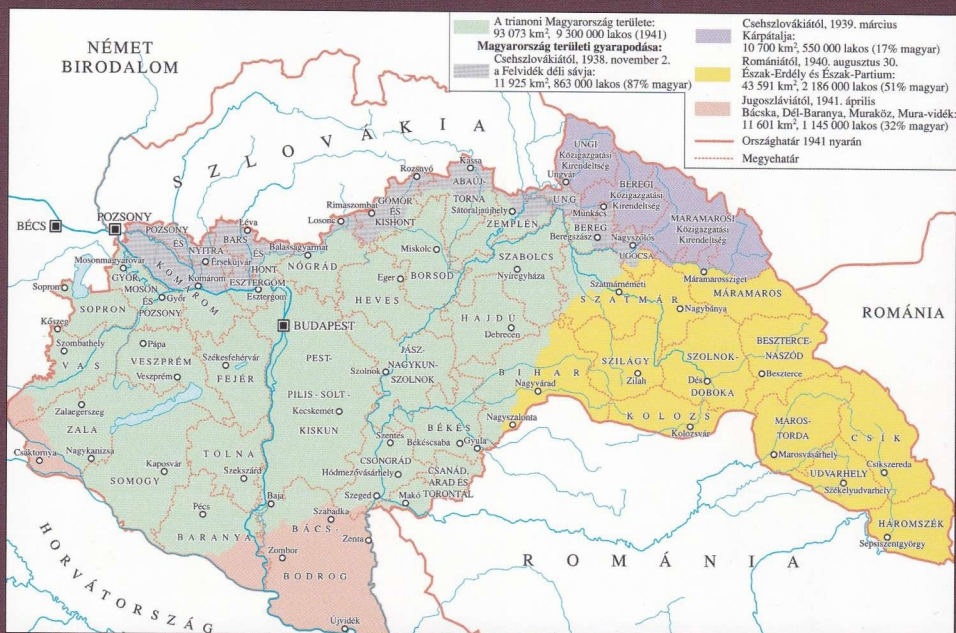 NÉMET
BIRODALOM
A trianoni Magyarország területe:
93 073 km², 9 300 000 lakos (1941)
Magyarország területi gyarapodása:
Csehszlovákiától, 1938. november 2.
a Felvidék déli sávja:
11 925 km², 863 000 lakos (87% magyar)
Csehszlovákiától, 1939. március
Kárpátalja:
10 700 km², 550 000 lakos (17% magyar)
Romániától, 1940. augusztus 30.
Észak-Erdély és Észak-Partium:
43 591 km², 2 186 000 lakos (51% magyar)
Jugoszláviától, 1941. április
Bácska, Dél-Baranya, Muraköz, Mura-vidék:
11 601 km², 1 145 000 lakos (32% magyar)
Országhatár 1941 nyarán
Megyehatár
SZLOVÁKIA
BÉCS
POZSONY
POZSONY
ÉS
NYITRA
Érsekújvár
BARS
ÉS
HONT
Léva
Losonc
Rimaszombat
Rozsnyó
GÖMÖR
ÉS
KISHONT
Kassa
ABAÚJ-
TORNA
Sátoraljaújhely
ZEMPLÉN
UNG
Ungvár
UNGI
Közigazgatási
Kirendeltség
BEREGI
Közigazgatási
Kirendeltség
Munkács
BEREG
Beregszász
Nagyszőlős
UGOCSA
MÁRAMAROSI
Közigazgatási
Kirendeltség
Máramarossziget
MÁRAMAROS
ROMÁNIA
Mosonmagyaróvár
GYŐR
MOSON
ÉS
POZSONY
Győr
KOMÁROM
Komárom
ESZTERGOM
Esztergom
Balassagyarmat
NÓGRÁD
Miskolc
BORSOD
Eger
HEVES
SZABOLCS
Nyíregyháza
Szatmárnémeti
SZATMÁR
Nagybánya
Sopron
SOPRON
Kőszeg
Szombathely
VAS
Pápa
VESZPRÉM
Veszprém
Székesfehérvár
FEJÉR
BUDAPEST
PEST-
PILIS-SOLT-
KISKUN
Kecskemét
JÁSZ-
NAGYKUN-
SZOLNOK
Szolnok
HAJDU
Debrecen
BIHAR
Nagyvárad
Nagyszalonta
SZILÁGY
Zilah
SZOLNOK-
DOBOKA
Dés
BESZTERCE-
NASZÓD
Beszterce
KOLOZS
Kolozsvár
Zalaegerszeg
ZALA
Nagykanizsa
Csáktornya
SOMOGY
Kaposvár
TOLNA
Szekszárd
Pécs
BARANYA
Baja
Szentes
CSONGRÁD
Hódmezővásárhely
Szeged
Makó
BÉKÉS
Békéscsaba
Gyula
CSANÁD,
ARAD ÉS
TORONTÁL
MAROS-
TORDA
Marosvásárhely
CSÍK
Csíkszereda
UDVARHELY
Székelyudvarhely
HÁROMSZÉK
Sepsiszentgyörgy
Szabadka
BÁCS-
BODROG
Zombor
Zenta
Újvidék
HORVÁTORSZÁG
ROMÁNIA